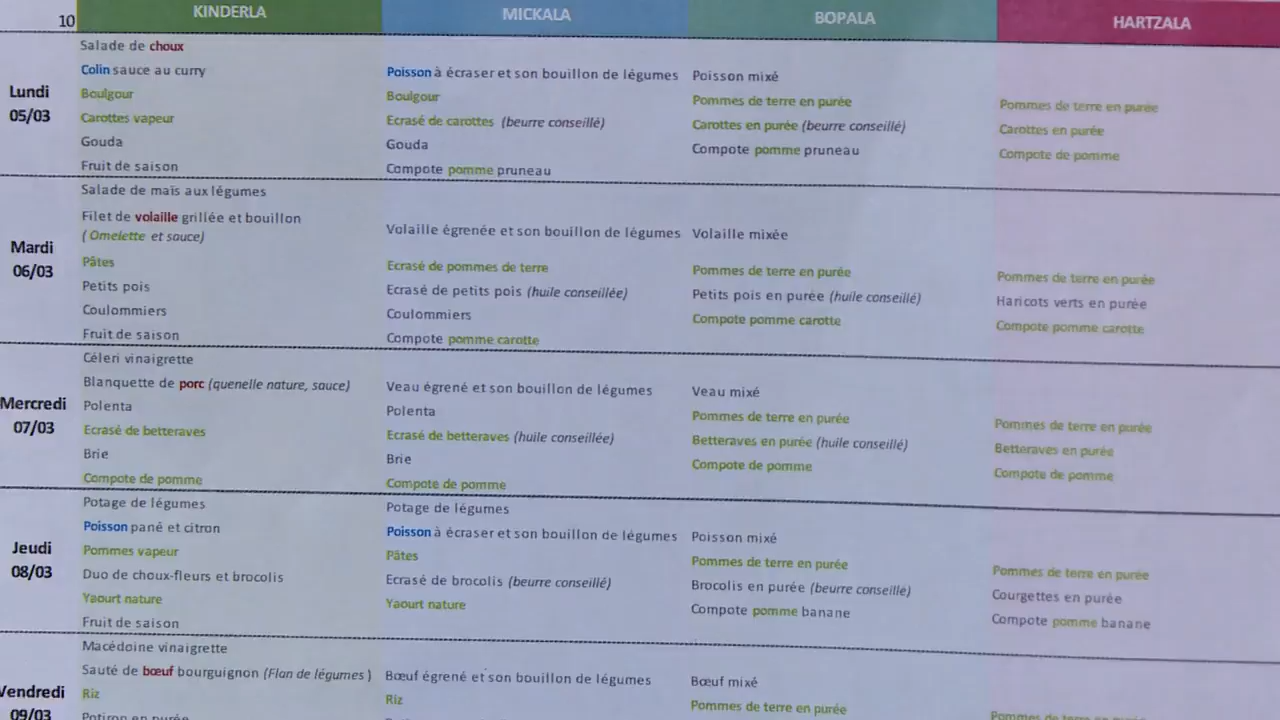 10
KINDERLA
MICKALA
BOPALA
HARTZALA
Lundi
05/03
Salade de choux
Colin sauce au curry
Boulgour
Carottes vapeur
Gouda
Fruit de saison
Poisson à écraser et son bouillon de légumes
Boulgour
Ecrasé de carottes (beurre conseillé)
Gouda
Compote pomme pruneau
Poisson mixé
Pommes de terre en purée
Carottes en purée (beurre conseillé)
Compote pomme pruneau
Pommes de terre en purée
Carottes en purée
Compote de pomme
Mardi
06/03
Salade de maïs aux légumes
Filet de volaille grillée et bouillon
( Omelette et sauce)
Pâtes
Petits pois
Coulommiers
Fruit de saison
Volaille égrenée et son bouillon de légumes
Ecrasé de pommes de terre
Ecrasé de petits pois (huile conseillée)
Coulommiers
Compote pomme carotte
Volaille mixée
Pommes de terre en purée
Petits pois en purée (huile conseillé)
Compote pomme carotte
Pommes de terre en purée
Haricots verts en purée
Compote pomme carotte
Mercredi
07/03
Céleri vinaigrette
Blanquette de porc (quenelle nature, sauce)
Polenta
Ecrasé de betteraves
Brie
Compote de pomme
Veau égrené et son bouillon de légumes
Polenta
Ecrasé de betteraves (huile conseillée)
Brie
Compote de pomme
Veau mixé
Pommes de terre en purée
Betteraves en purée (huile conseillé)
Compote de pomme
Pommes de terre en purée
Betteraves en purée
Compote de pomme
Jeudi
08/03
Potage de légumes
Poisson pané et citron
Pommes vapeur
Duo de choux-fleurs et brocolis
Yaourt nature
Fruit de saison
Potage de légumes
Poisson à écraser et son bouillon de légumes
Pâtes
Ecrasé de brocolis (beurre conseillé)
Yaourt nature
Poisson mixé
Pommes de terre en purée
Brocolis en purée (beurre conseillé)
Compote pomme banane
Pommes de terre en purée
Courgettes en purée
Compote pomme banane
Vendredi
09/03
Macédoine vinaigrette
Sauté de bœuf bourguignon (Flan de légumes )
Riz
Potiron en purée
Bœuf égrené et son bouillon de légumes
Riz
Bœuf mixé
Pommes de terre en purée
Pommes de terre en purée